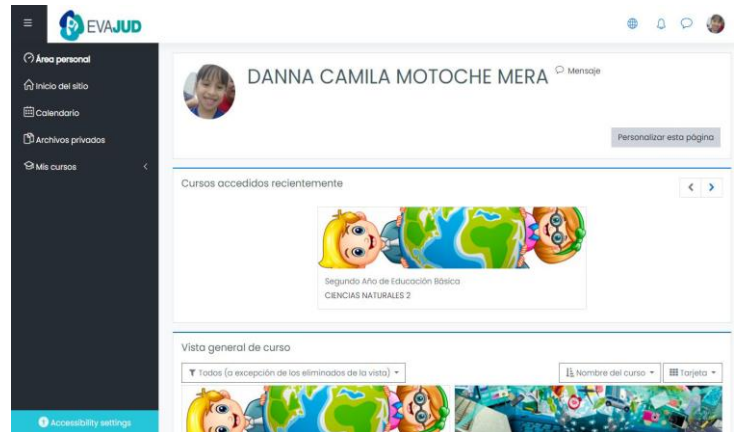 EVAJUD
Área personal
Inicio del sitio
Calendario
Archivos privados
Mis cursos
DANNA CAMILA MOTOCHE MERA Mensaje
Personalizar esta página
Cursos accedidos recientemente
Segundo Año de Educación Básica
CIENCIAS NATURALES 2
Vista general de curso
Todos (a excepción de los eliminados de la vista)
Nombre del curso
Tarjeta
Accessibility settings